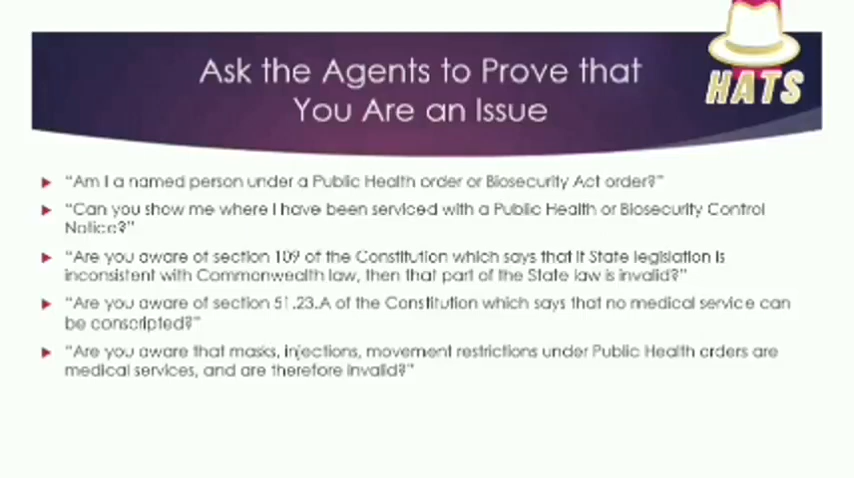 HATS
Ask the Agents to Prove that
You Are an Issue
"Am I a named person under a Public Health order or Biosecurity Act order?"
"Can you show me where I have been serviced with a Public Health or Biosecurity Control
Notice?"
"Are you aware of section 109 of the Constitution which says that if State legislation is
inconsistent with Commonwealth law, then that part of the State law is invalid?"
"Are you aware of section 51.23.A of the Constitution which says that no medical service can
be conscripted?"
"Are you aware that masks, injections, movement restrictions under Public Health orders are
medical services, and are therefore invalid?"